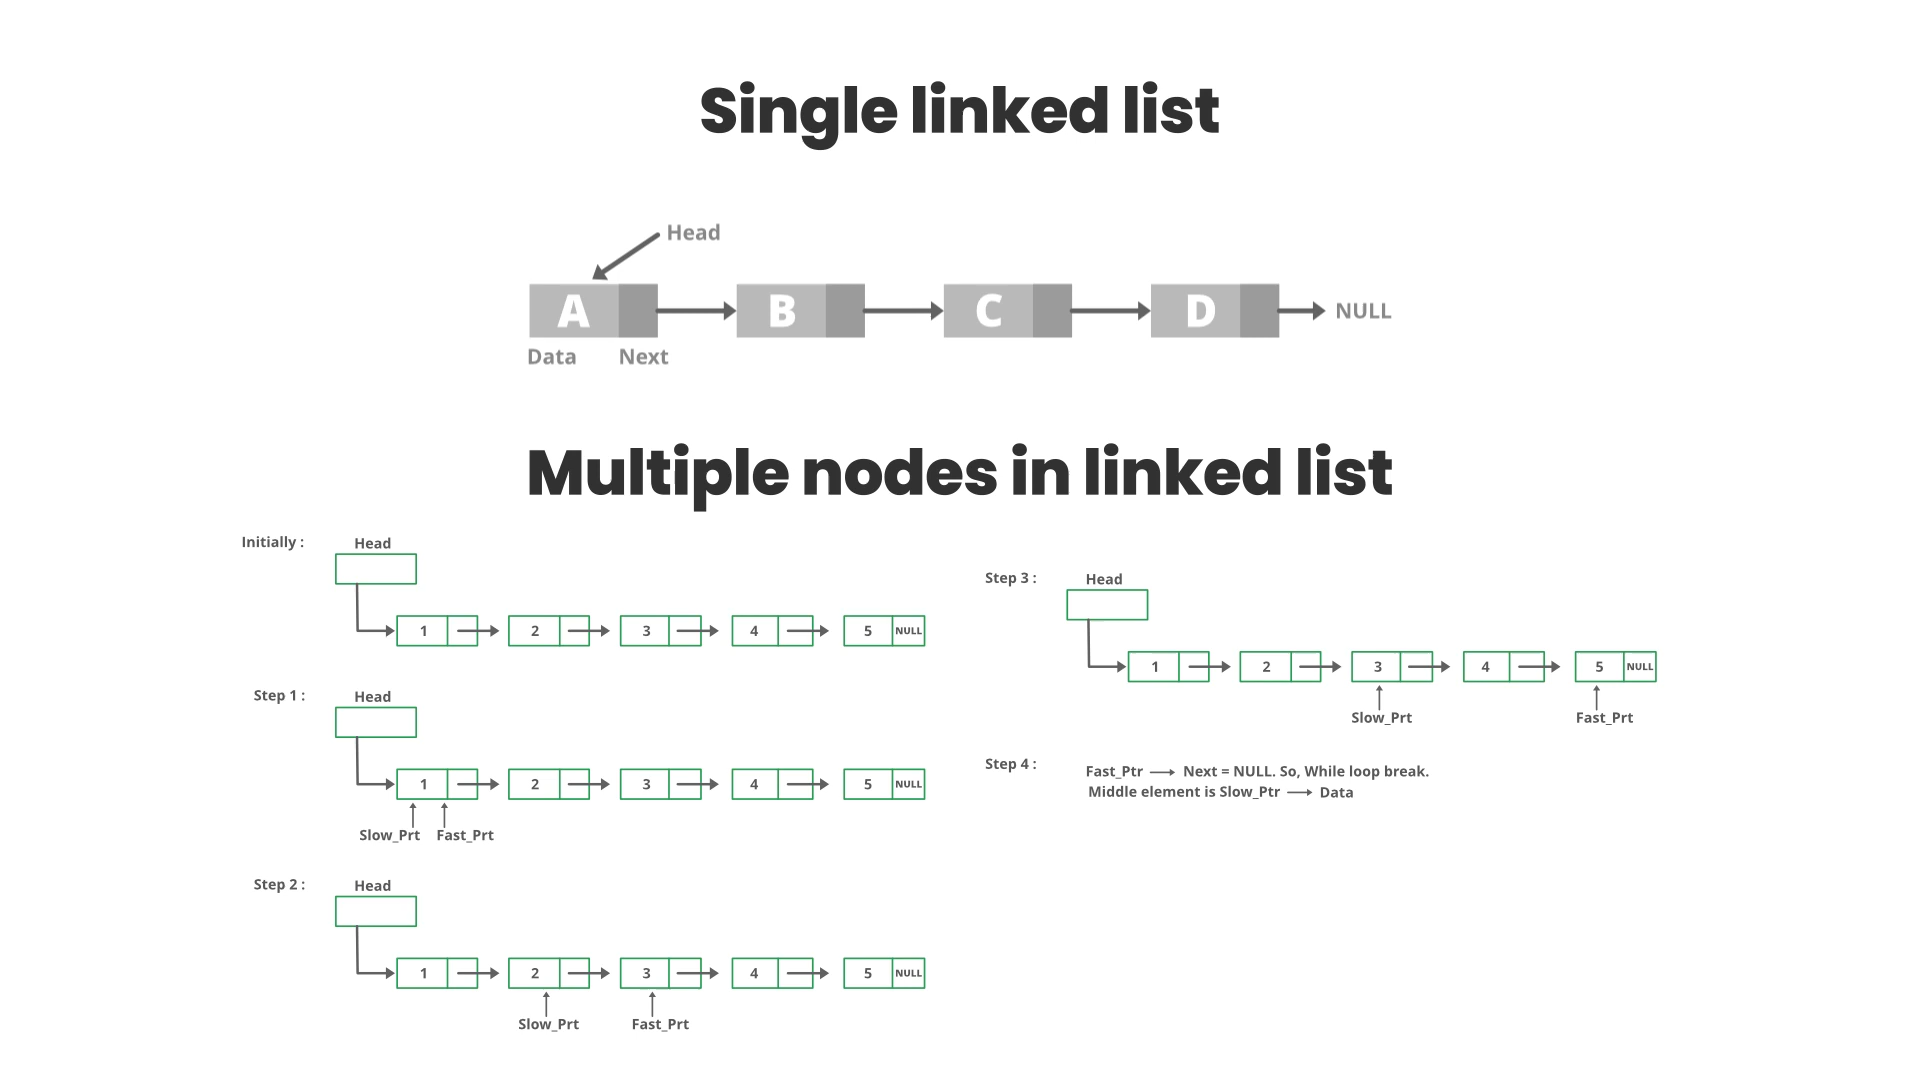 Single linked list
Head
A B C D NULL
Data Next
Multiple nodes in linked list
Initially : Head
1 2 3 4 5 NULL
Step 1 : Head
1 2 3 4 5 NULL
Slow_Prt Fast_Prt
Step 2 : Head
1 2 3 4 5 NULL
Slow_Prt Fast_Prt
Step 3 : Head
1 2 3 4 5 NULL
Slow_Prt Fast_Prt
Step 4 :
Fast_Ptr Next = NULL. So, While loop break.
Middle element is Slow_Ptr Data